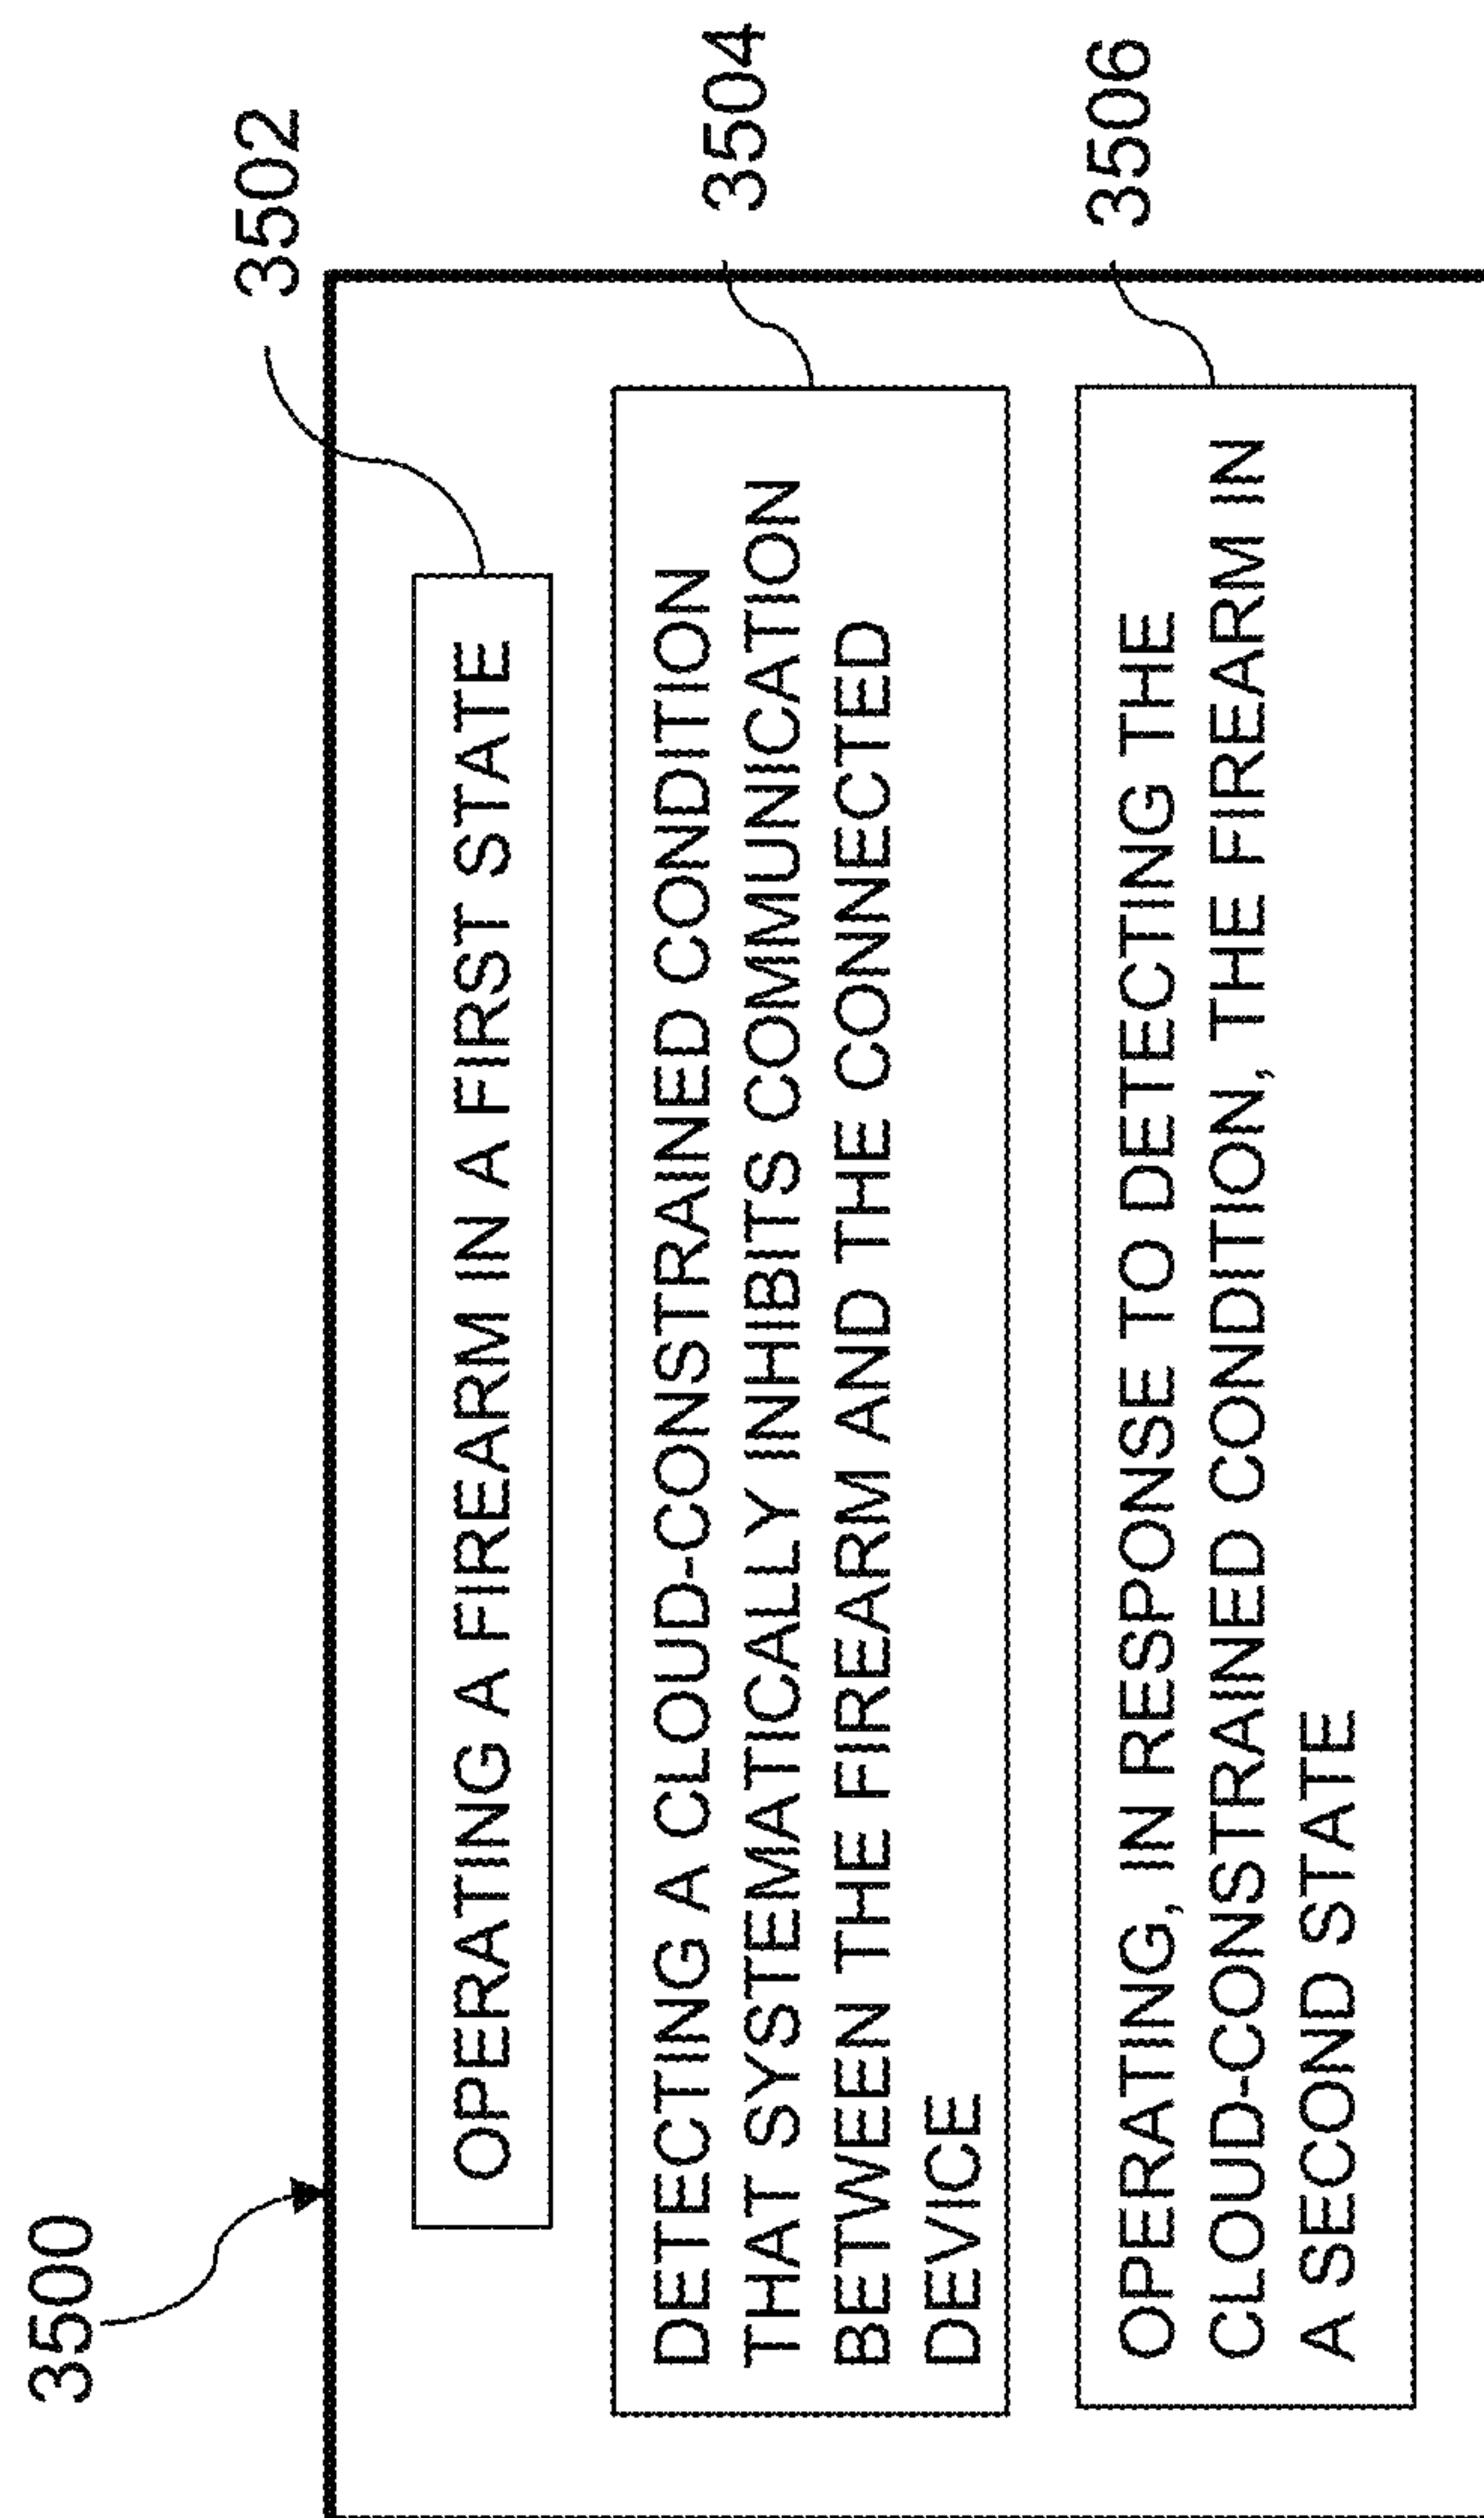 3500
3502
OPERATING A FIREARM IN A FIRST STATE
3504
DETECTING A CLOUD-CONSTRAINED CONDITION
THAT SYSTEMATICALLY INHIBITS COMMUNICATION
BETWEEN THE FIREARM AND THE CONNECTED
DEVICE
3506
OPERATING, IN RESPONSE TO DETECTING THE
CLOUD-CONSTRAINED CONDITION, THE FIREARM IN
A SECOND STATE